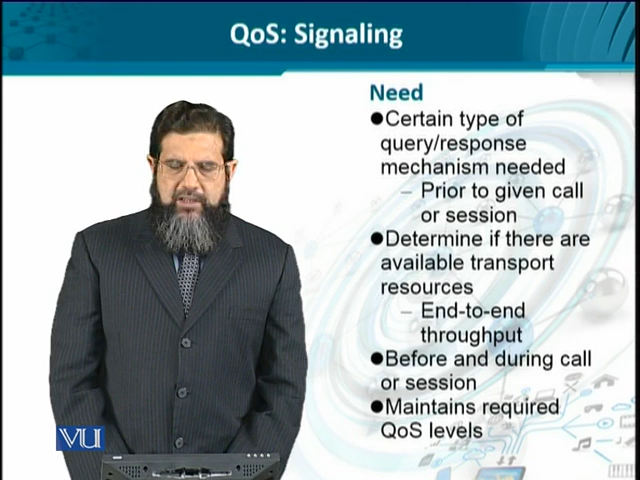 QoS: Signaling
Need
●Certain type of
query/response
mechanism needed
– Prior to given call
or session
●Determine if there are
available transport
resources
– End-to-end
throughput
●Before and during call
or session
●Maintains required
QoS levels
VU